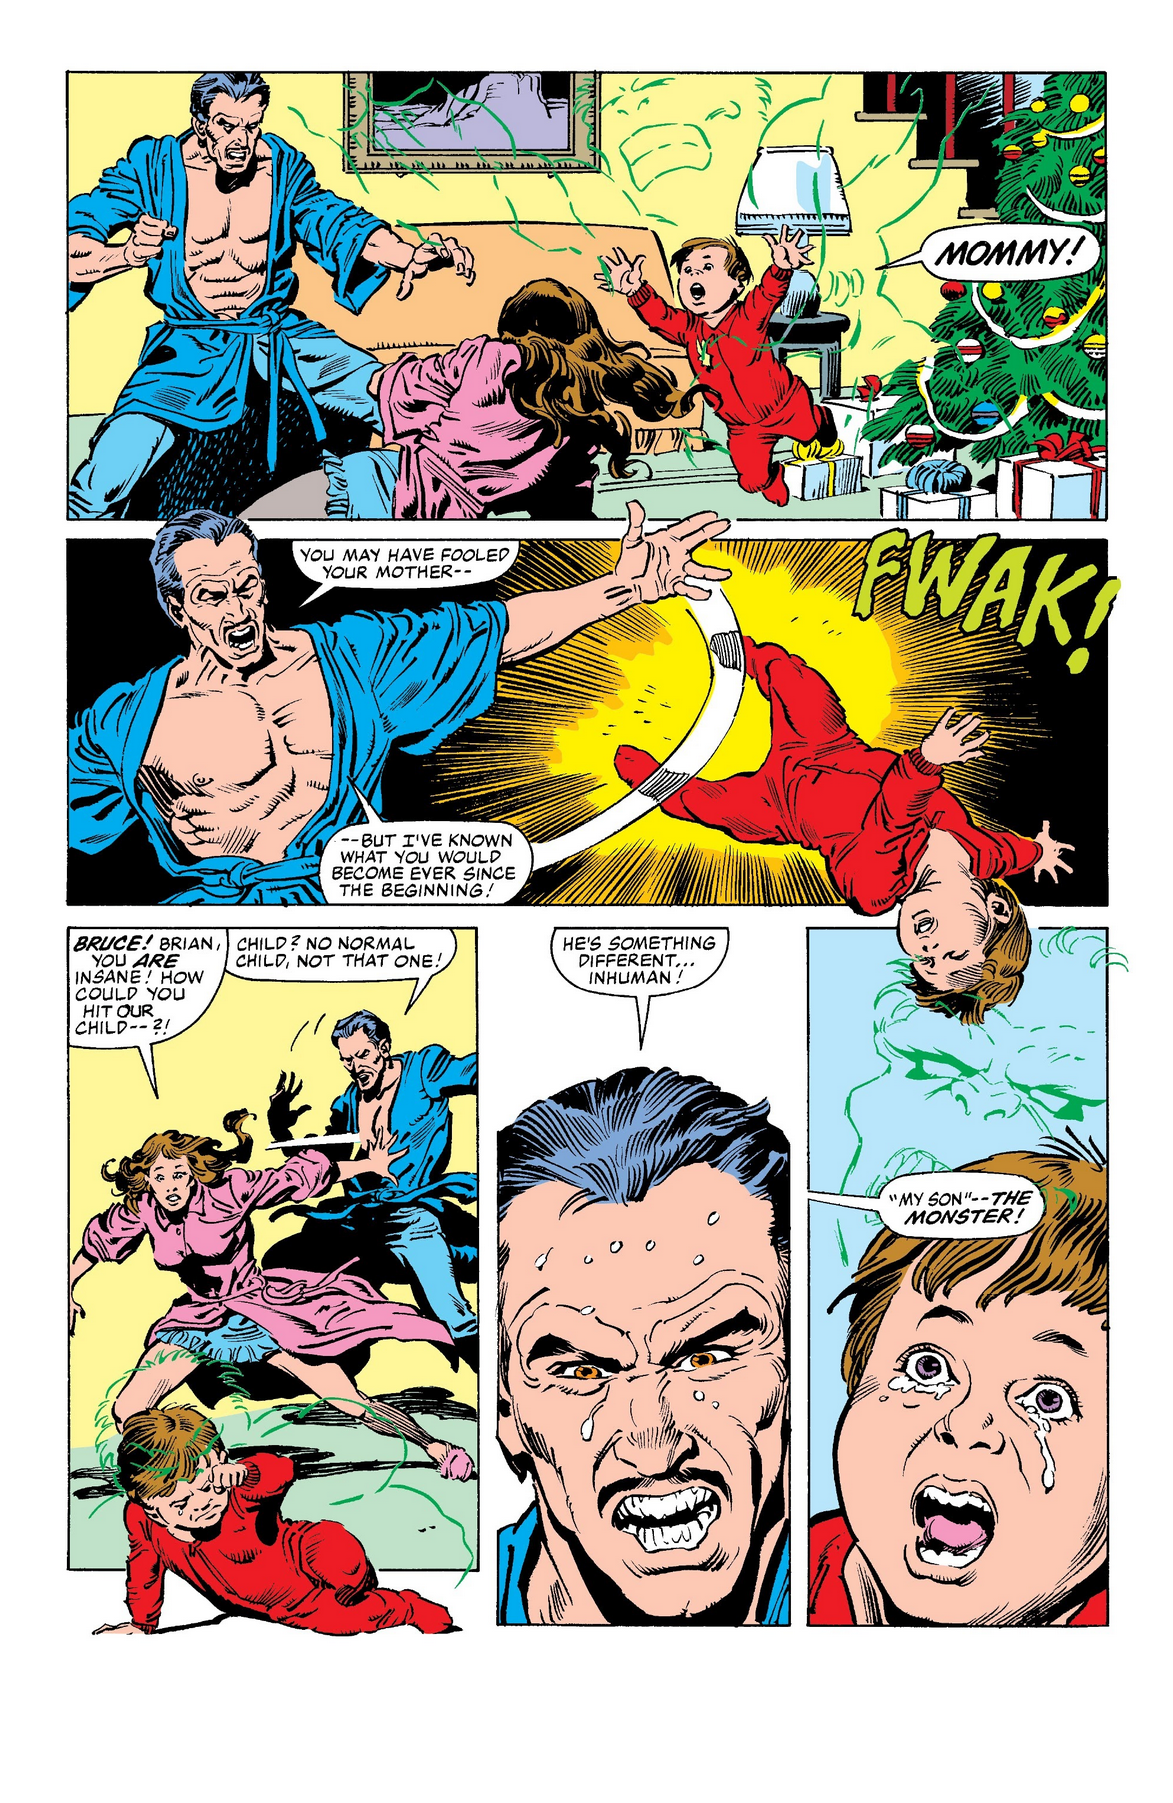 MOMMY!
FWAK!
YOU MAY HAVE FOOLED
YOUR MOTHER--
--BUT I'VE KNOWN
WHAT YOU WOULD
BECOME EVER SINCE
THE BEGINNING!
BRUCE! BRIAN,
YOU ARE
INSANE! HOW
COULD YOU
HIT OUR
CHILD--?!
CHILD? NO NORMAL
CHILD, NOT THAT ONE!
HE'S SOMETHING
DIFFERENT...
INHUMAN!
"MY SON"--THE
MONSTER!